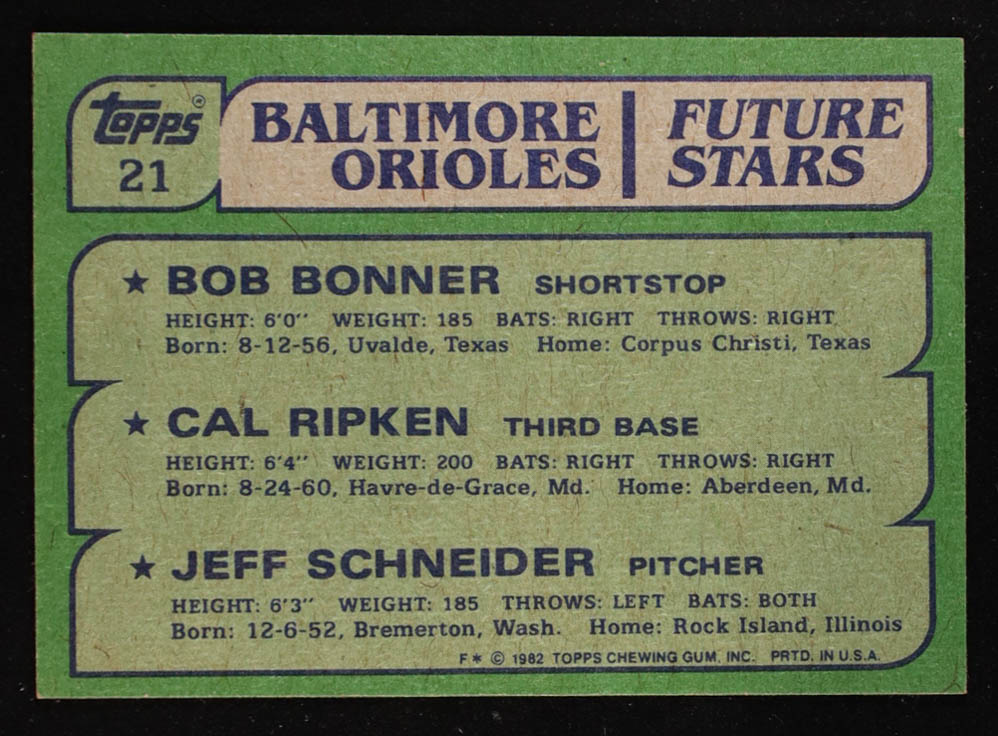 Topps®
21
BALTIMORE ORIOLES
FUTURE STARS
★ BOB BONNER SHORTSTOP
HEIGHT: 6'0" WEIGHT: 185 BATS: RIGHT THROWS: RIGHT
Born: 8-12-56, Uvalde, Texas Home: Corpus Christi, Texas
★ CAL RIPKEN THIRD BASE
HEIGHT: 6'4" WEIGHT: 200 BATS: RIGHT THROWS: RIGHT
Born: 8-24-60, Havre-de-Grace, Md. Home: Aberdeen, Md.
★ JEFF SCHNEIDER PITCHER
HEIGHT: 6'3" WEIGHT: 185 THROWS: LEFT BATS: BOTH
Born: 12-6-52, Bremerton, Wash. Home: Rock Island, Illinois
F* © 1982 TOPPS CHEWING GUM, INC. PRTD. IN U.S.A.